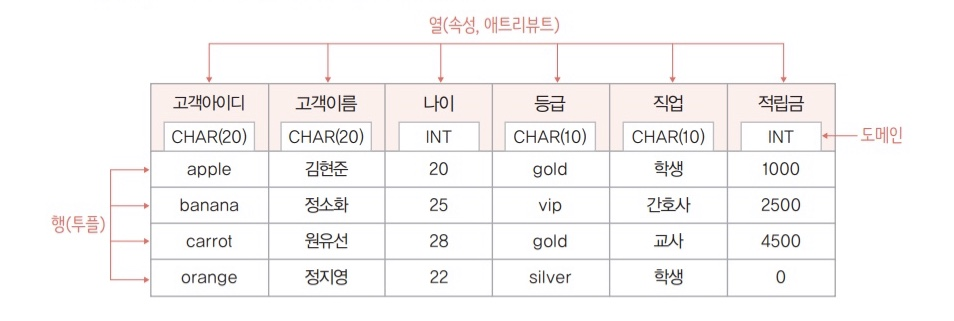 열(속성, 애트리뷰트)
고객아이디 고객이름 나이 등급 직업 적립금
CHAR(20) CHAR(20) INT CHAR(10) CHAR(10) INT
도메인
apple 김현준 20 gold 학생 1000
banana 정소화 25 vip 간호사 2500
행(투플)
carrot 원유선 28 gold 교사 4500
orange 정지영 22 silver 학생 0